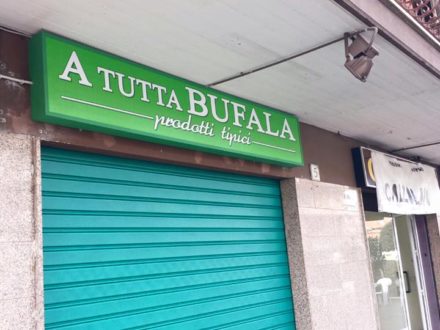 A TUTTA BUFALA
prodotti tipici
5